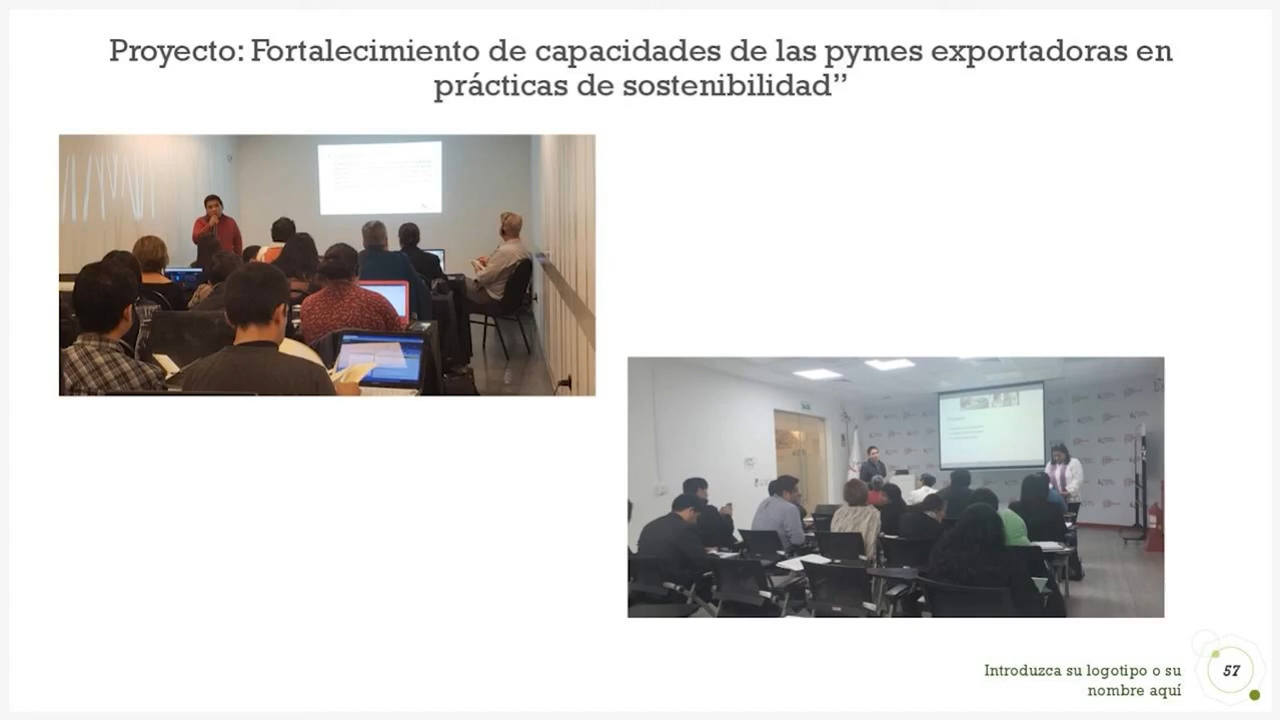 Proyecto: Fortalecimiento de capacidades de las pymes exportadoras en
prácticas de sostenibilidad”
Introduzca su logotipo o su
nombre aquí
57